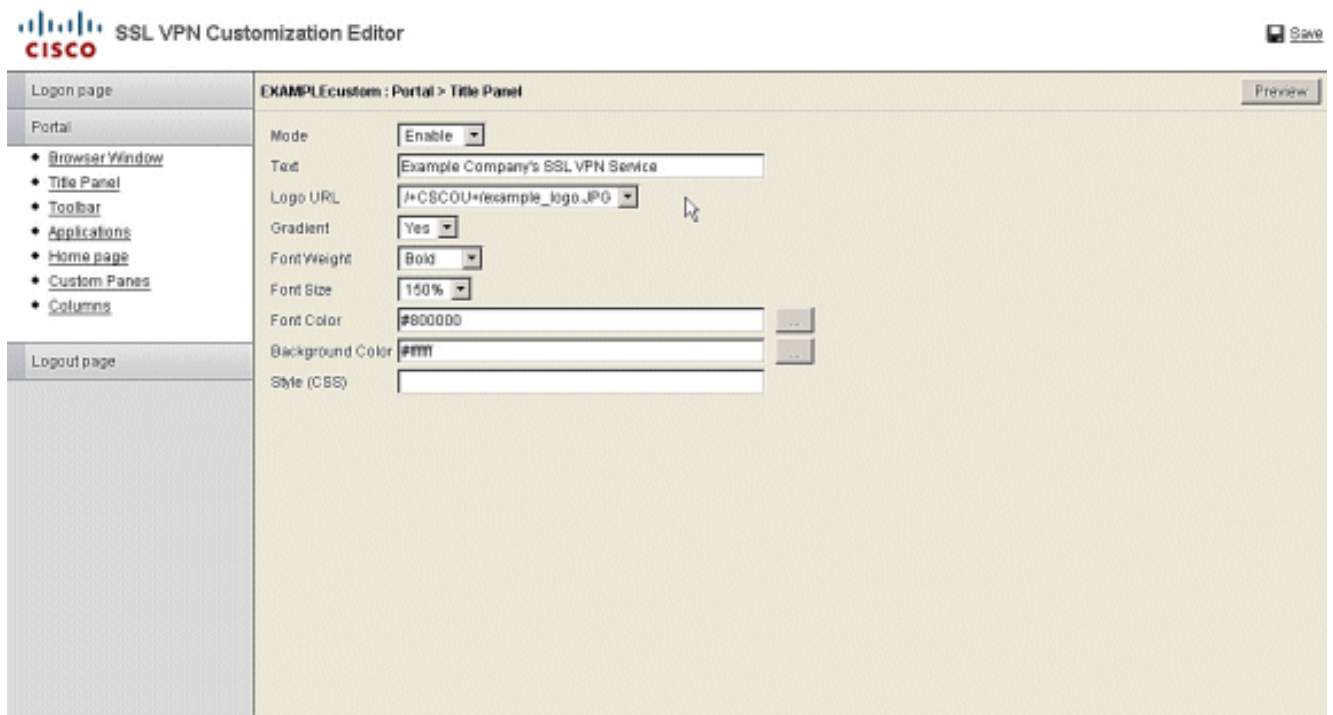 CISCO SSL VPN Customization Editor
Save
Logon page
Portal
Browser Window
Title Panel
Toolbar
Applications
Home page
Custom Panes
Columns
Logout page
EXAMPLEcustom : Portal > Title Panel
Preview
Mode Enable
Text Example Company's SSL VPN Service
Logo URL /+CSCOU+/example_logo.JPG
Gradient Yes
Font Weight Bold
Font Size 150%
Font Color #800000 ...
Background Color #ffffff ...
Style (CSS)